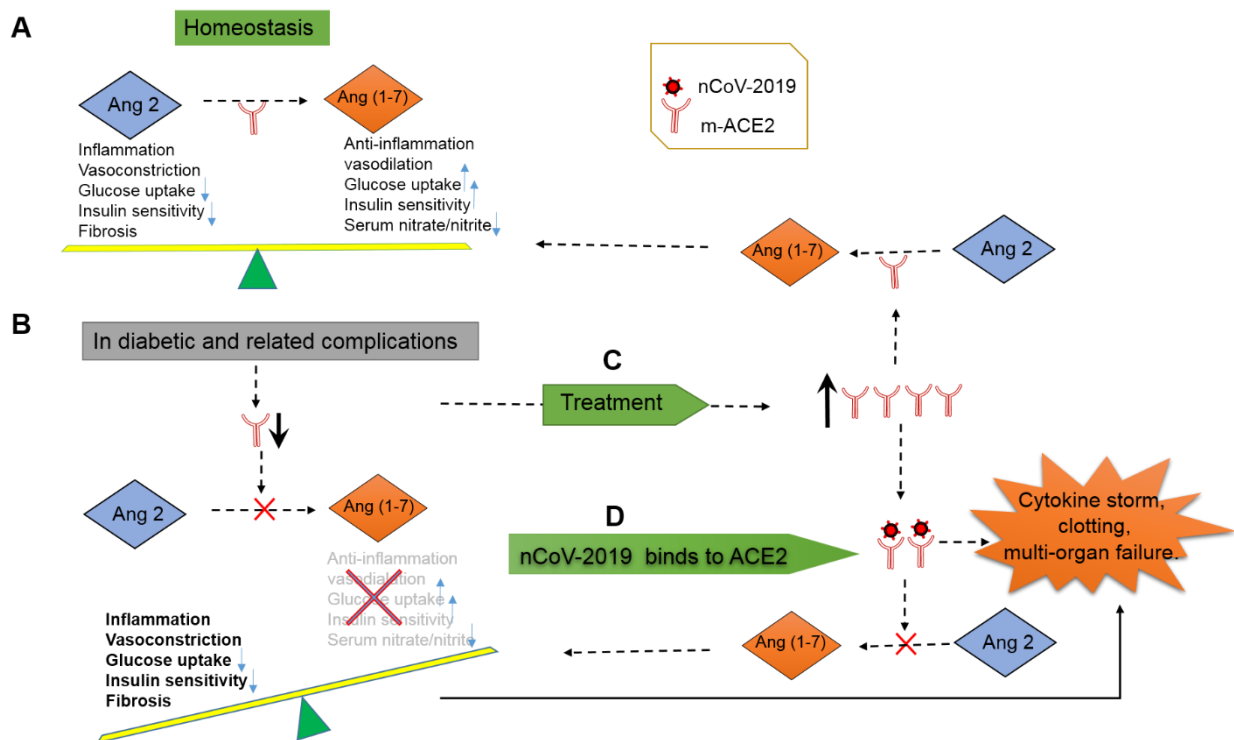 A
Homeostasis
Ang 2
Ang (1-7)
Inflammation
Vasoconstriction
Glucose uptake
Insulin sensitivity
Fibrosis
Anti-inflammation
vasodilation
Glucose uptake
Insulin sensitivity
Serum nitrate/nitrite
nCoV-2019
m-ACE2
Ang (1-7)
Ang 2
B
In diabetic and related complications
C
Treatment
Ang 2
Ang (1-7)
Anti-inflammation
vasodialation
Glucose uptake
Insulin sensitivity
Serum nitrate/nitrite
Inflammation
Vasoconstriction
Glucose uptake
Insulin sensitivity
Fibrosis
D
nCoV-2019 binds to ACE2
Cytokine storm,
clotting,
multi-organ failure.
Ang (1-7)
Ang 2